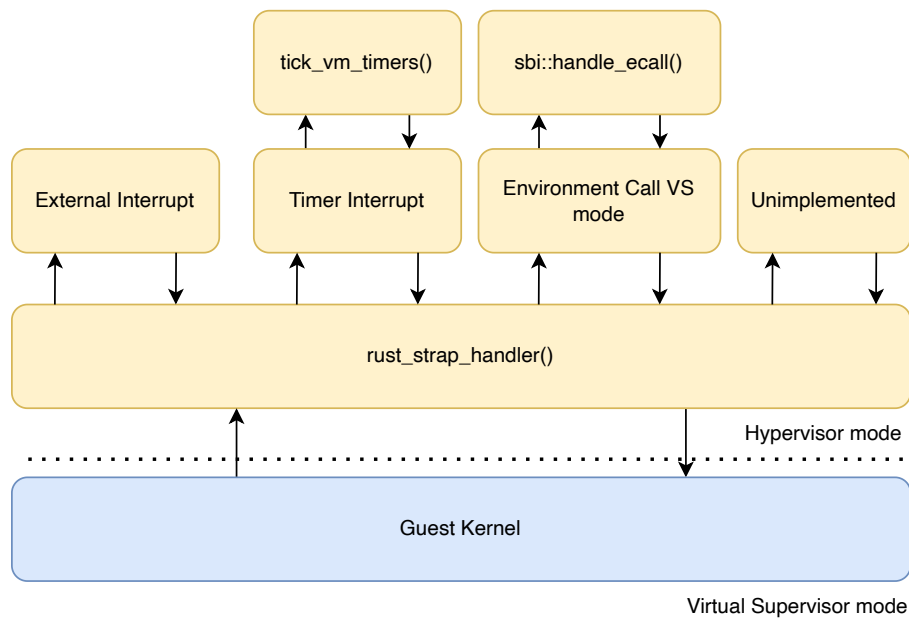 tick_vm_timers()
sbi::handle_ecall()
External Interrupt
Timer Interrupt
Environment Call VS
mode
Unimplemented
rust_strap_handler()
Hypervisor mode
Guest Kernel
Virtual Supervisor mode